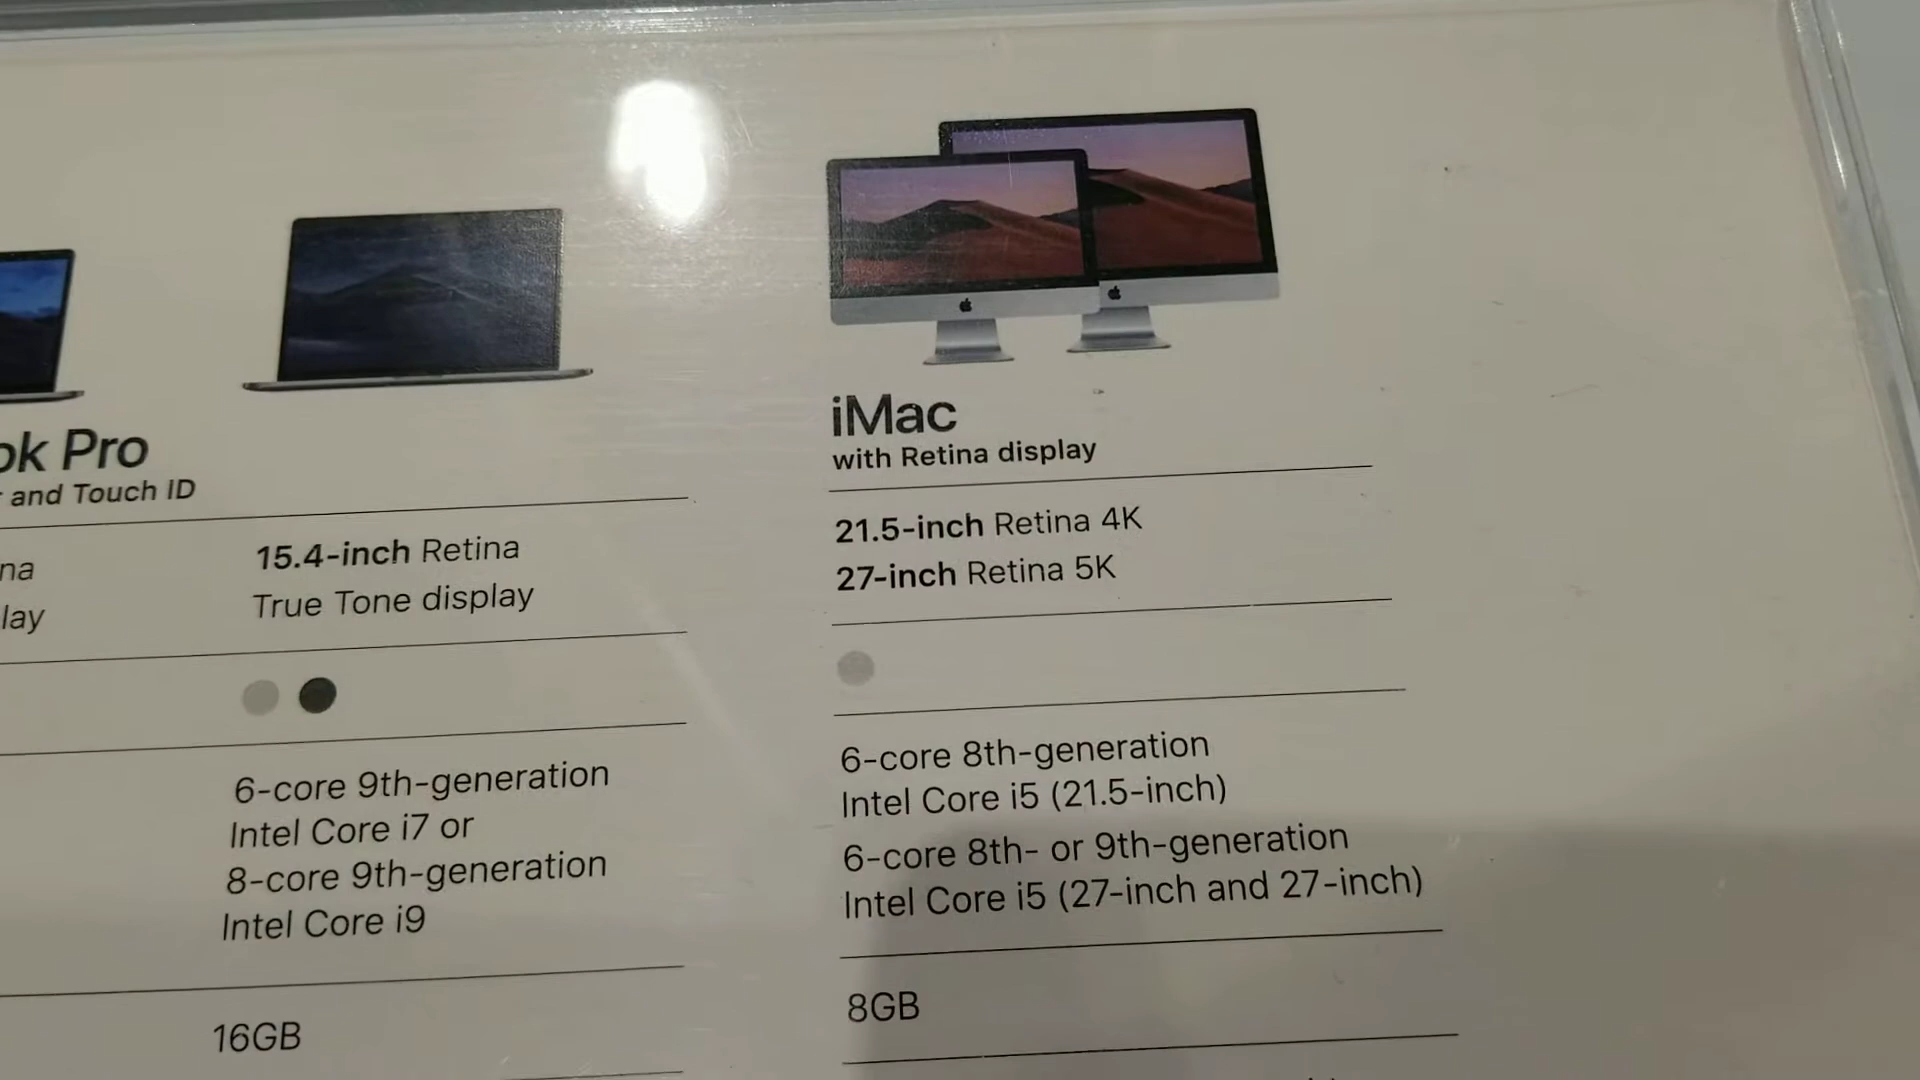 ok Pro
and Touch ID
na
lay
15.4-inch Retina
True Tone display
6-core 9th-generation
Intel Core i7 or
8-core 9th-generation
Intel Core i9
16GB
iMac
with Retina display
21.5-inch Retina 4K
27-inch Retina 5K
6-core 8th-generation
Intel Core i5 (21.5-inch)
6-core 8th- or 9th-generation
Intel Core i5 (27-inch and 27-inch)
8GB